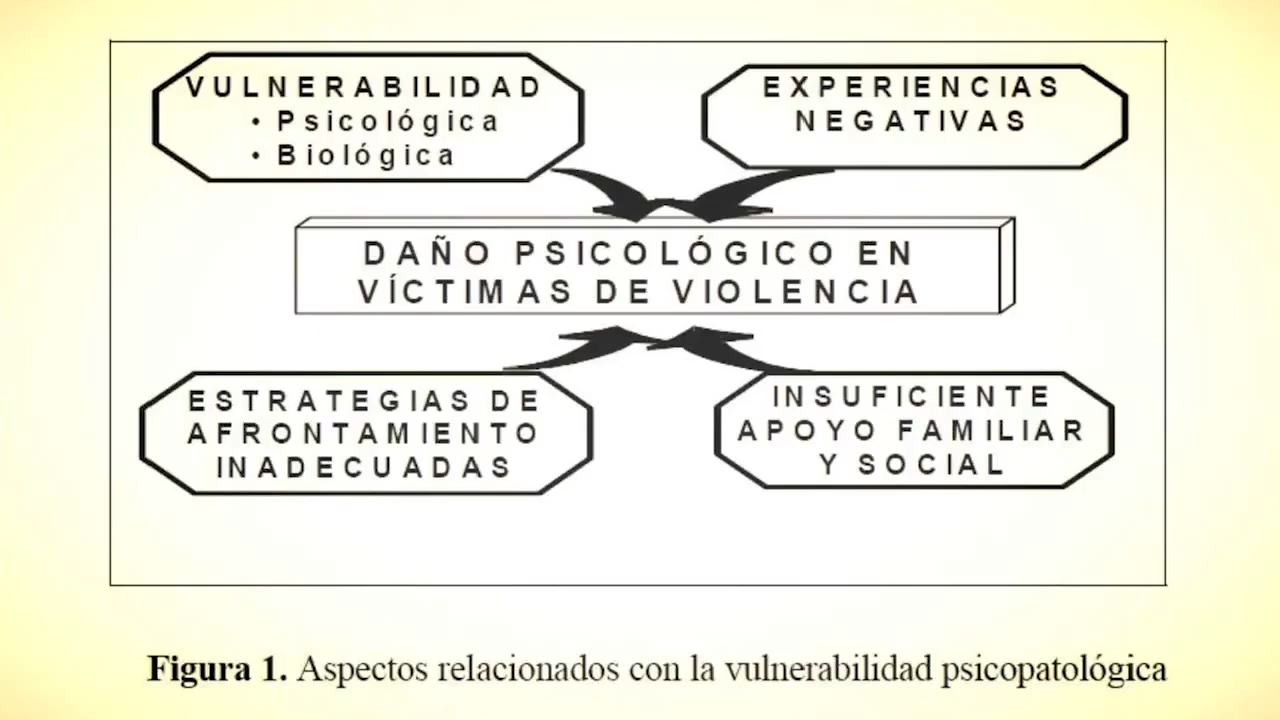 VULNERABILIDAD
• Psicológica
• Biológica
EXPERIENCIAS
NEGATIVAS
DAÑO PSICOLÓGICO EN
VÍCTIMAS DE VIOLENCIA
ESTRATEGIAS DE
AFRONTAMIENTO
INADECUADAS
INSUFICIENTE
APOYO FAMILIAR
Y SOCIAL
Figura 1. Aspectos relacionados con la vulnerabilidad psicopatológica